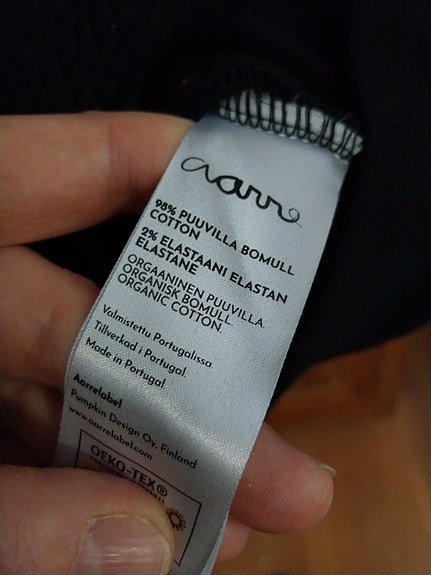 aarre
98% PUUVILLA BOMULL
COTTON
2% ELASTAANI ELASTAN
ELASTANE
ORGAANINEN PUUVILLA.
ORGANISK BOMULL.
ORGANIC COTTON.
Valmistettu Portugalissa
Tillverkad i Portugal
Made in Portugal
Aarrelabel
Pumpkin Design Oy, Finland
www.aarrelabel.com
OEKO-TEX®